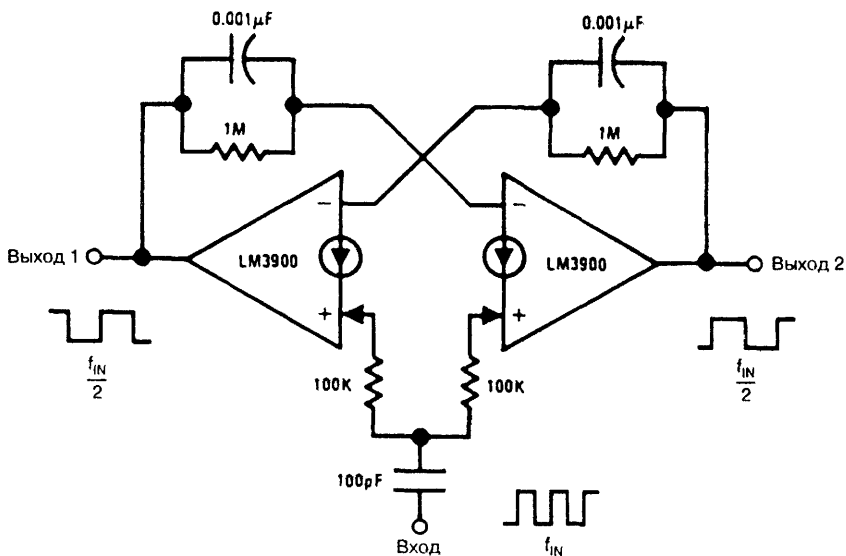 0.001µF
0.001µF
1M
1M
−
−
Выход 1
LM3900
LM3900
Выход 2
+
+
f_IN
2
100K
100K
f_IN
2
100pF
Вход
f_IN